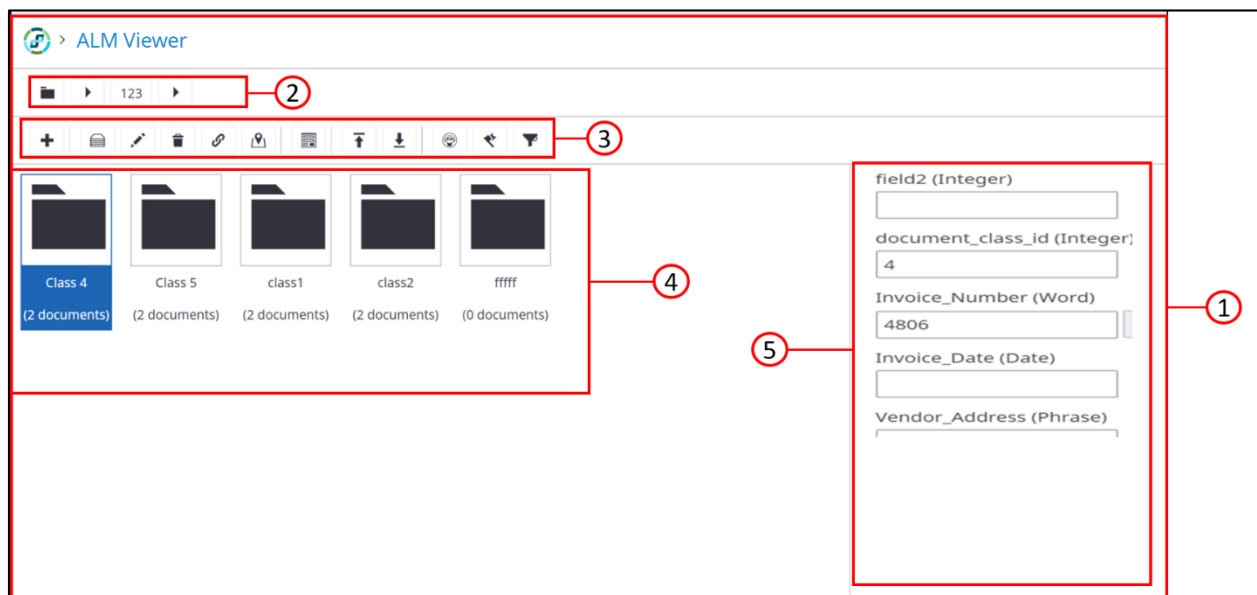 > ALM Viewer
123
2
3
field2 (Integer)
document_class_id (Integer)
4
Class 4 Class 5 class1 class2 fffff
4
(2 documents) (2 documents) (2 documents) (2 documents) (0 documents)
Invoice_Number (Word)
1
4806
5
Invoice_Date (Date)
Vendor_Address (Phrase)